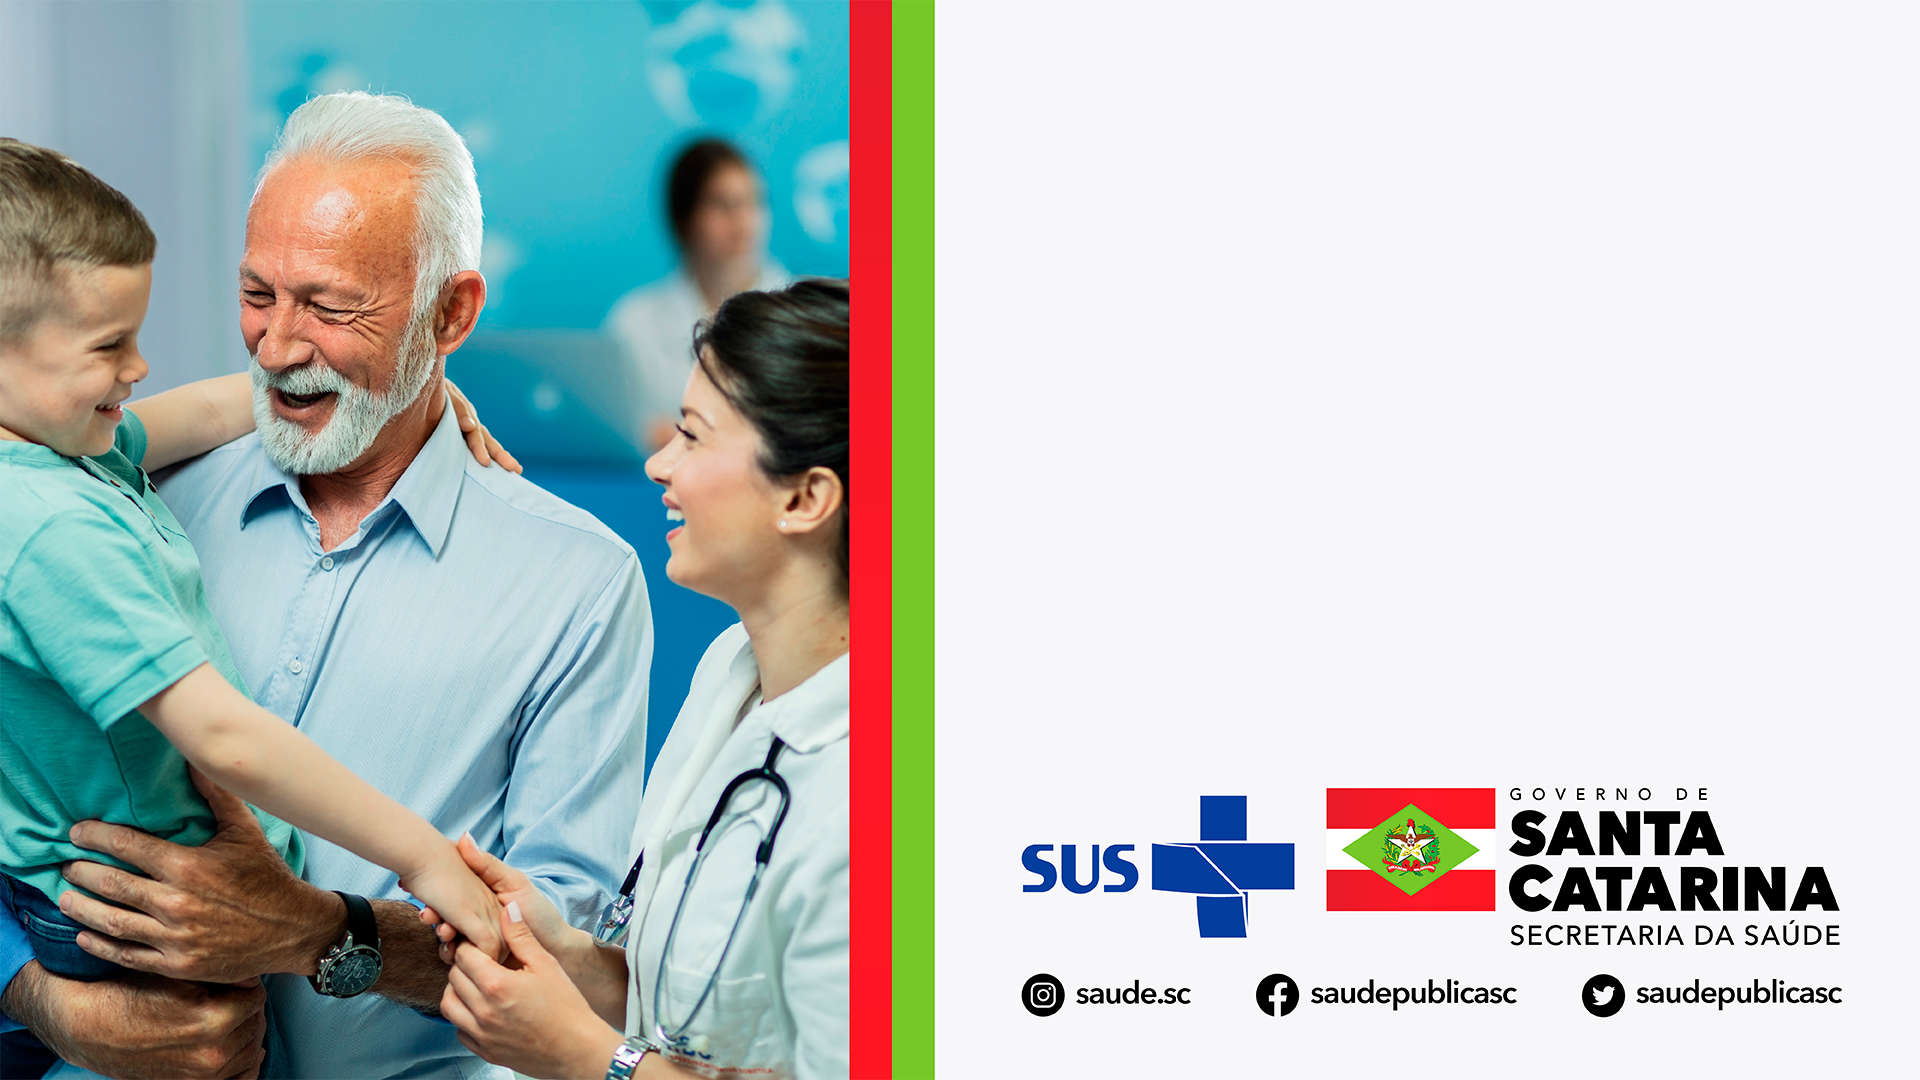 SUS
GOVERNO DE
SANTA
CATARINA
SECRETARIA DA SAÚDE
saude.sc
saudepublicasc
saudepublicasc